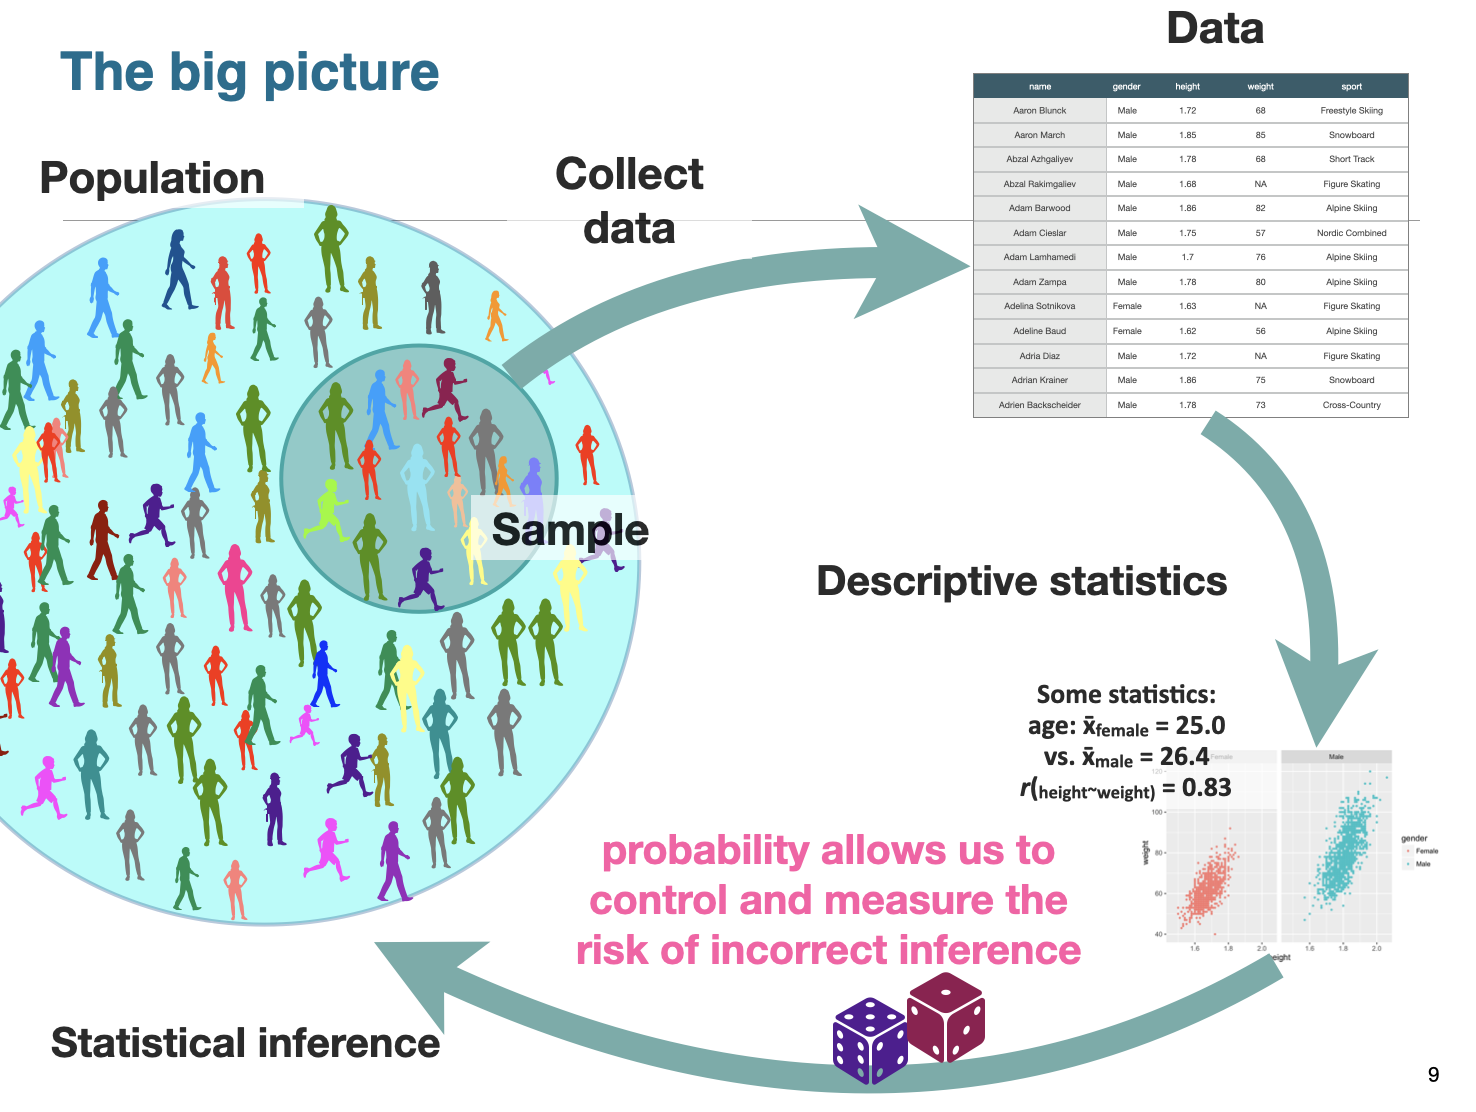 The big picture
Data
Population
Collect
data
name gender height weight sport
Aaron Blunck Male 1.72 68 Freestyle Skiing
Aaron March Male 1.85 85 Snowboard
Abzal Azhgaliyev Male 1.78 68 Short Track
Abzal Rakimgaliev Male 1.68 NA Figure Skating
Adam Barwood Male 1.86 82 Alpine Skiing
Adam Cieslar Male 1.75 57 Nordic Combined
Adam Lamhamedi Male 1.7 76 Alpine Skiing
Adam Zampa Male 1.78 80 Alpine Skiing
Adelina Sotnikova Female 1.63 NA Figure Skating
Adeline Baud Female 1.62 56 Alpine Skiing
Adria Diaz Male 1.72 NA Figure Skating
Adrian Krainer Male 1.86 75 Snowboard
Adrien Backscheider Male 1.78 73 Cross-Country
Sample
Descriptive statistics
Some statistics:
age: x̄female = 25.0
vs. x̄male = 26.4
r(height~weight) = 0.83
Female Male
120
100
80
60
40
weight
1.6 1.8 2.0 1.6 1.8 2.0
eight
gender
Female
Male
probability allows us to
control and measure the
risk of incorrect inference
Statistical inference
9